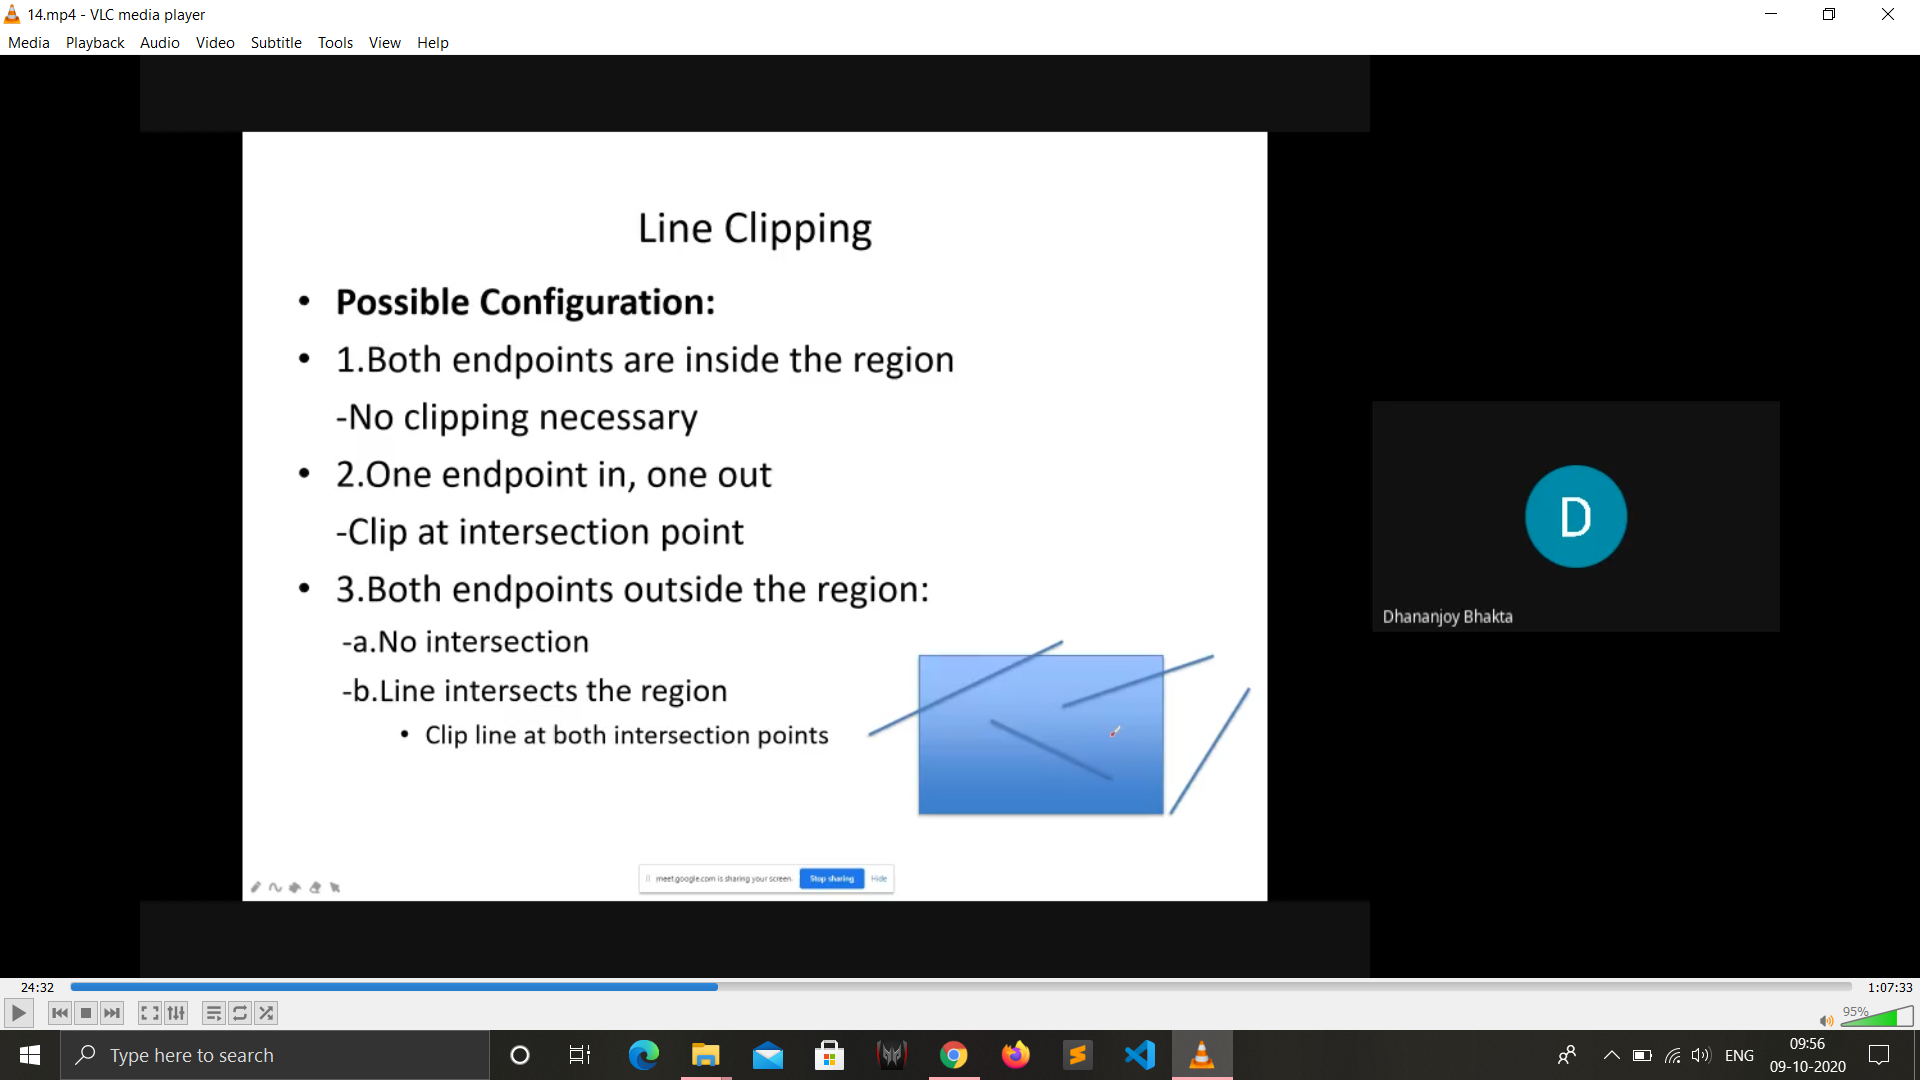 14.mp4 - VLC media player
Media Playback Audio Video Subtitle Tools View Help
Line Clipping
• Possible Configuration:
• 1.Both endpoints are inside the region
-No clipping necessary
• 2.One endpoint in, one out
-Clip at intersection point
• 3.Both endpoints outside the region:
-a.No intersection
-b.Line intersects the region
• Clip line at both intersection points
D
Dhananjoy Bhakta
meet.google.com is sharing your screen. Stop sharing Hide
24:32 1:07:33
95%
Type here to search
ENG
09:56
09-10-2020